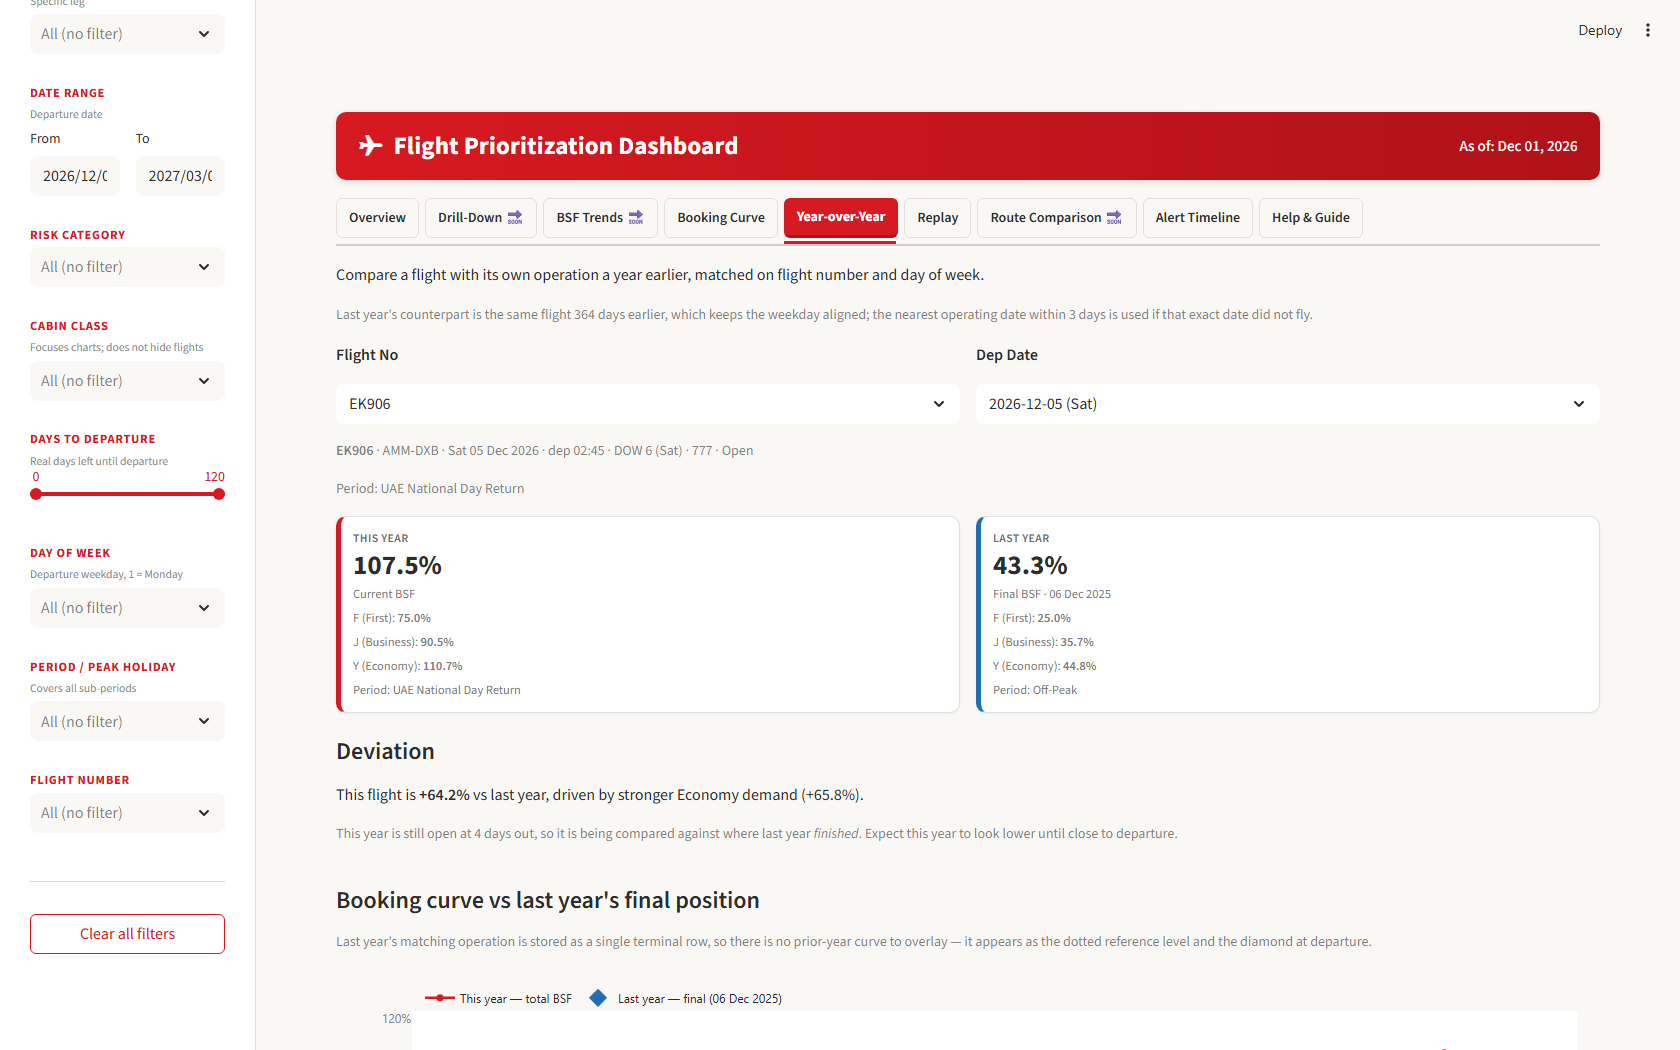 Specific leg
All (no filter)
DATE RANGE
Departure date
From
To
2026/12/0
2027/03/0
RISK CATEGORY
All (no filter)
CABIN CLASS
Focuses charts; does not hide flights
All (no filter)
DAYS TO DEPARTURE
Real days left until departure
0
120
DAY OF WEEK
Departure weekday, 1 = Monday
All (no filter)
PERIOD / PEAK HOLIDAY
Covers all sub-periods
All (no filter)
FLIGHT NUMBER
All (no filter)
Clear all filters
Deploy
Flight Prioritization Dashboard
As of: Dec 01, 2026
Overview
Drill-Down SOON
BSF Trends SOON
Booking Curve
Year-over-Year
Replay
Route Comparison SOON
Alert Timeline
Help & Guide
Compare a flight with its own operation a year earlier, matched on flight number and day of week.
Last year's counterpart is the same flight 364 days earlier, which keeps the weekday aligned; the nearest operating date within 3 days is used if that exact date did not fly.
Flight No
Dep Date
EK906
2026-12-05 (Sat)
EK906 · AMM-DXB · Sat 05 Dec 2026 · dep 02:45 · DOW 6 (Sat) · 777 · Open
Period: UAE National Day Return
THIS YEAR
107.5%
Current BSF
F (First): 75.0%
J (Business): 90.5%
Y (Economy): 110.7%
Period: UAE National Day Return
LAST YEAR
43.3%
Final BSF · 06 Dec 2025
F (First): 25.0%
J (Business): 35.7%
Y (Economy): 44.8%
Period: Off-Peak
Deviation
This flight is +64.2% vs last year, driven by stronger Economy demand (+65.8%).
This year is still open at 4 days out, so it is being compared against where last year finished. Expect this year to look lower until close to departure.
Booking curve vs last year's final position
Last year's matching operation is stored as a single terminal row, so there is no prior-year curve to overlay — it appears as the dotted reference level and the diamond at departure.
This year — total BSF
Last year — final (06 Dec 2025)
120%